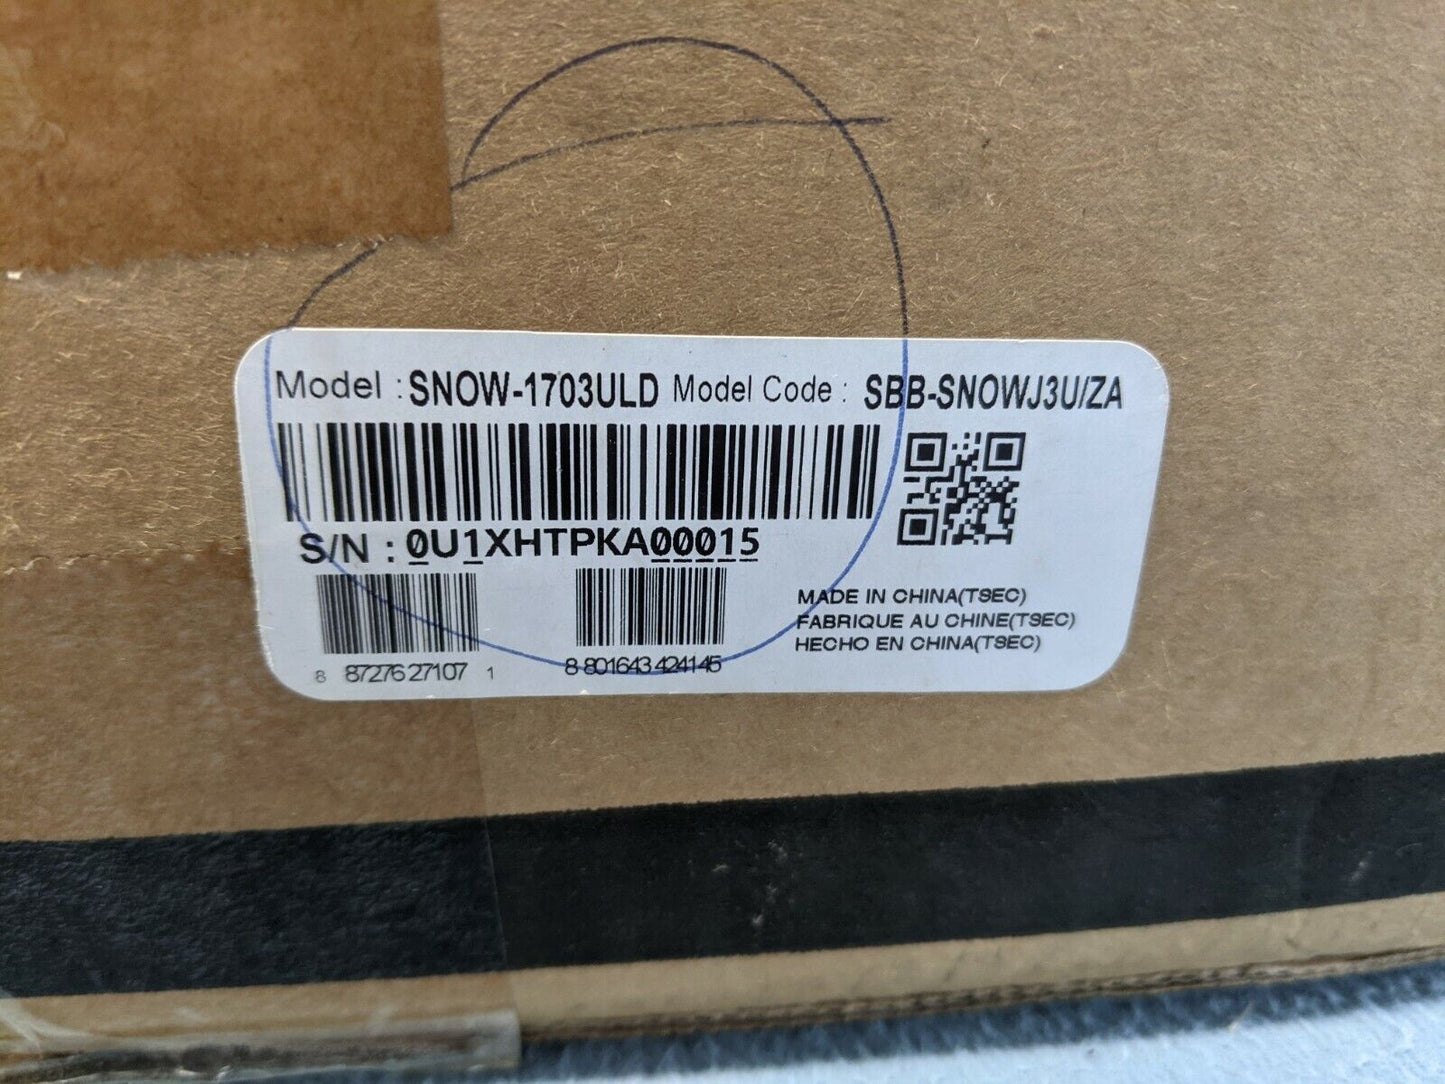 Model : SNOW-1703ULD Model Code : SBB-SNOWJ3U/ZA
S/N : 0U1XHTPKA00015
MADE IN CHINA(TSEC)
FABRIQUE AU CHINE(TSEC)
HECHO EN CHINA(TSEC)
8 87276 27107 1
8 801643 424145